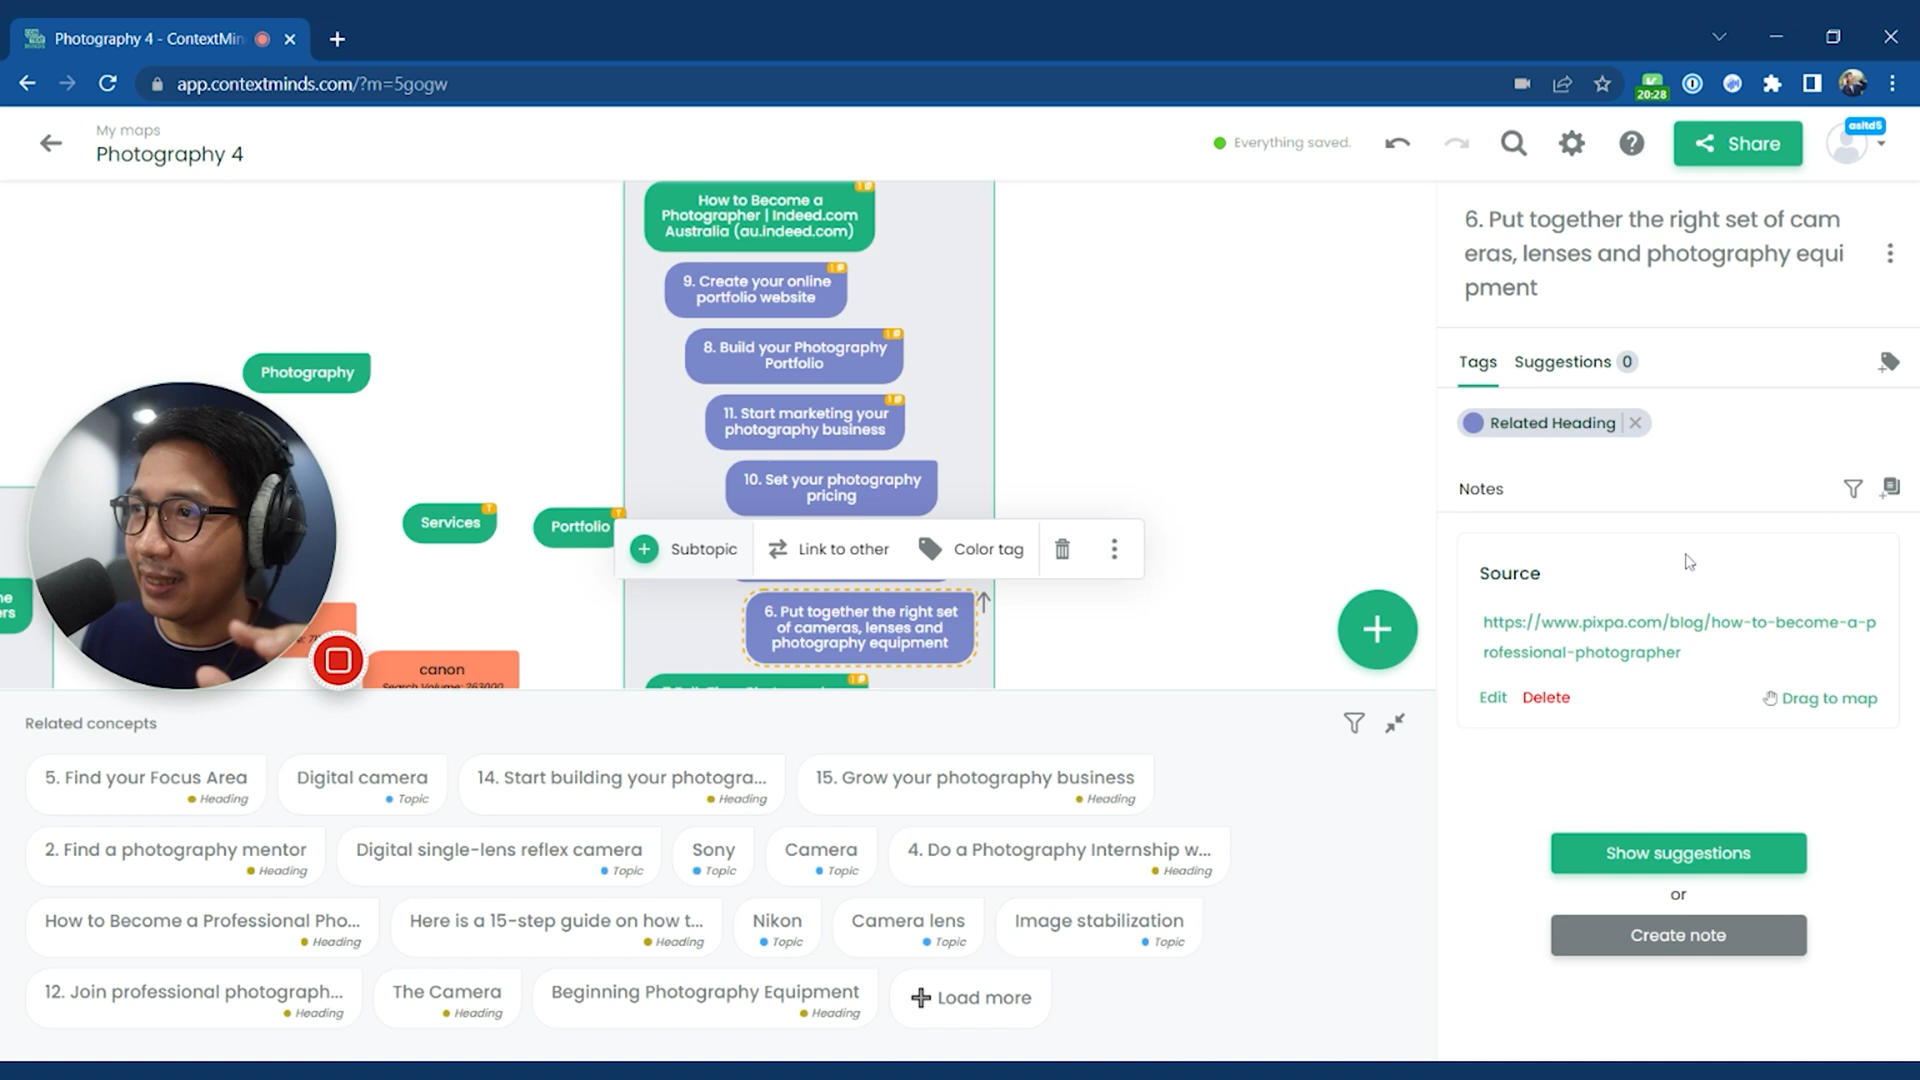 Photography 4 - ContextMin
app.contextminds.com/?m=5gogw
20:28
My maps
Photography 4
Everything saved.
Share
asltd5
How to Become a
Photographer | Indeed.com
Australia (au.indeed.com)
9. Create your online
portfolio website
8. Build your Photography
Portfolio
11. Start marketing your
photography business
10. Set your photography
pricing
Photography
Services
Portfolio
Subtopic
Link to other
Color tag
6. Put together the right set
of cameras, lenses and
photography equipment
canon
Search Volume: 263000
6. Put together the right set of cam
eras, lenses and photography equi
pment
Tags
Suggestions 0
Related Heading
Notes
Source
https://www.pixpa.com/blog/how-to-become-a-p
rofessional-photographer
Edit Delete
Drag to map
Show suggestions
or
Create note
Related concepts
5. Find your Focus Area
Heading
Digital camera
Topic
14. Start building your photogra...
Heading
15. Grow your photography business
Heading
2. Find a photography mentor
Heading
Digital single-lens reflex camera
Topic
Sony
Topic
Camera
Topic
4. Do a Photography Internship w...
Heading
How to Become a Professional Pho...
Heading
Here is a 15-step guide on how t...
Heading
Nikon
Topic
Camera lens
Topic
Image stabilization
Topic
12. Join professional photograph...
Heading
The Camera
Heading
Beginning Photography Equipment
Heading
Load more